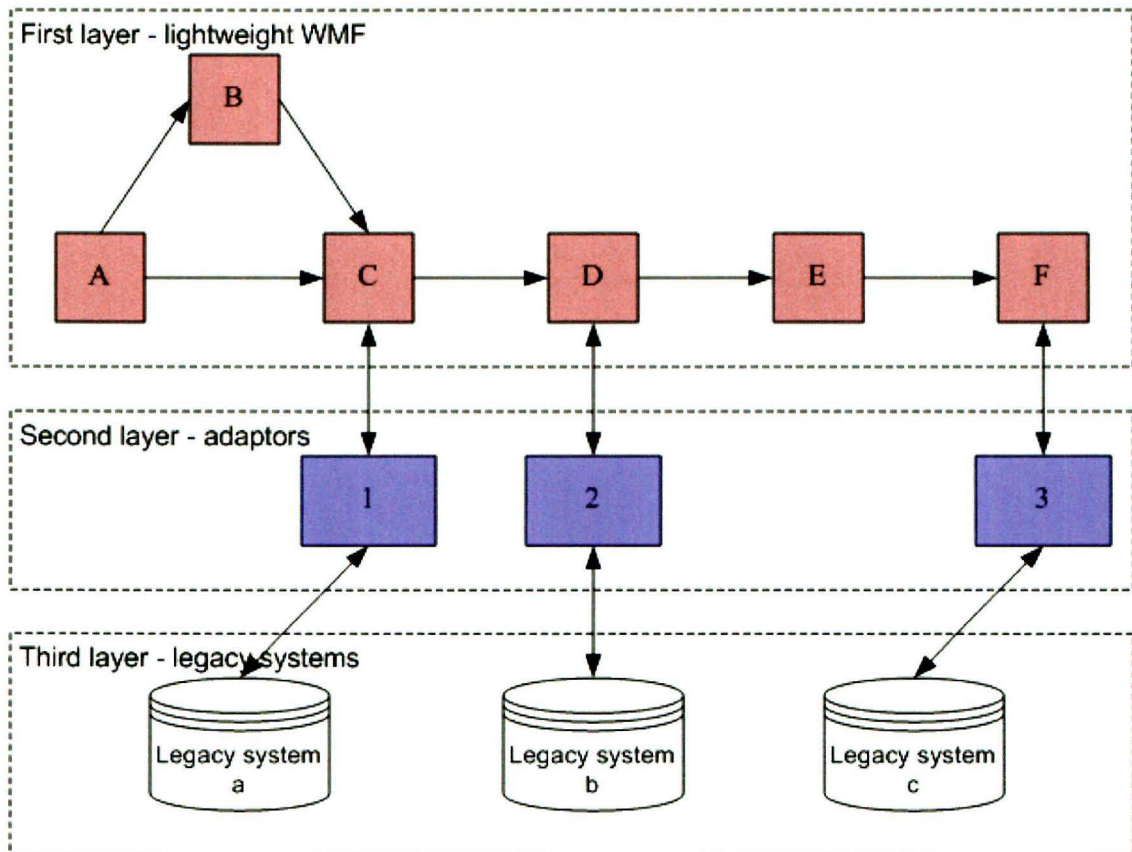 First layer - lightweight WMF
B
A
C
D
E
F
Second layer - adaptors
1
2
3
Third layer - legacy systems
Legacy system
a
Legacy system
b
Legacy system
c